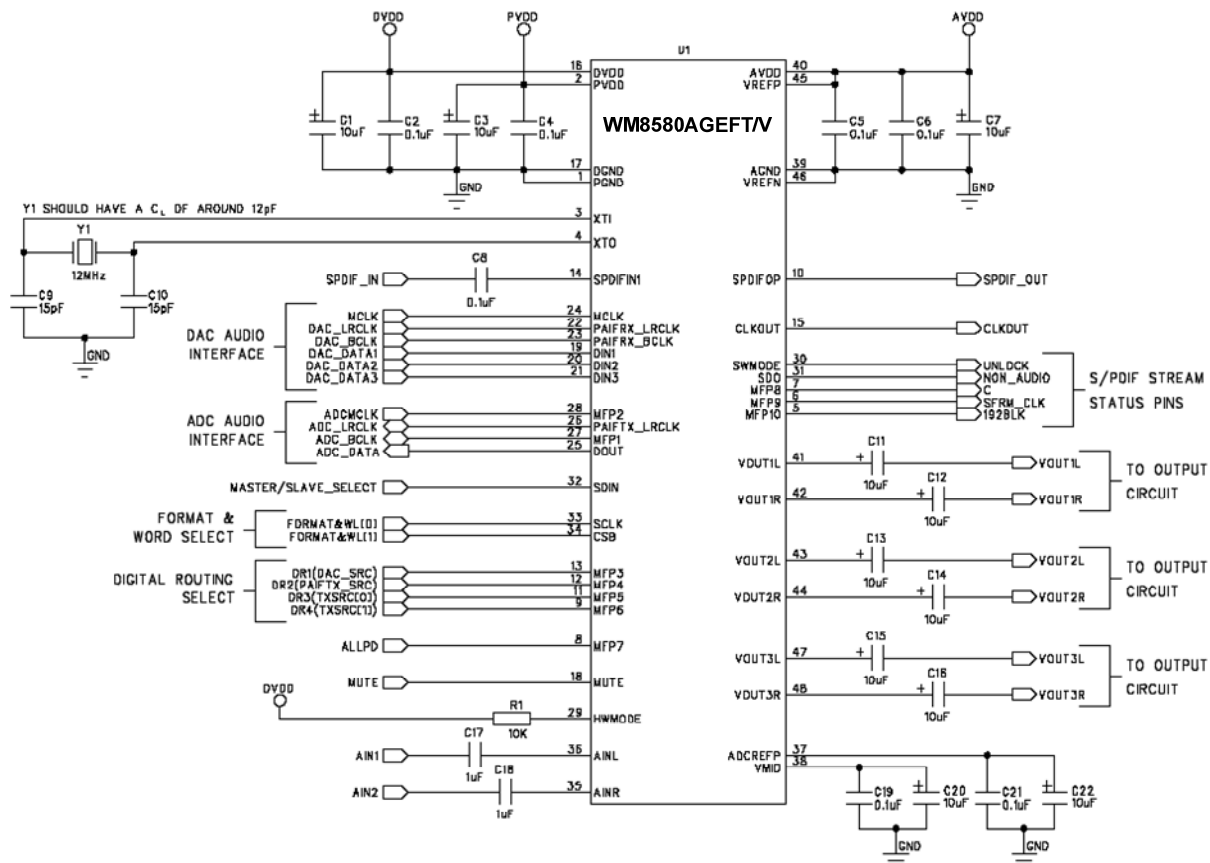 DVDD PVDD AVDD
U1
WM8580AGEFT/V
16 DVDD AVDD 40
2 PVDD VREFP 45
C1 10uF C2 0.1uF C3 10uF C4 0.1uF
C5 0.1uF C6 0.1uF C7 10uF
17 DGND AGND 39
1 PGND VREFN 46
GND GND
Y1 SHOULD HAVE A CL OF AROUND 12pF
3 XTI
Y1
4 XTO
12MHz
C9 15pF C10 15pF
GND
SPDIF_IN C8 0.1uF 14 SPDIFIN1 SPDIFOP 10 SPDIF_OUT
DAC AUDIO INTERFACE
MCLK 24 MCLK
DAC_LRCLK 22 PAIFRX_LRCLK
DAC_BCLK 23 PAIFRX_BCLK
DAC_DATA1 19 DIN1
DAC_DATA2 20 DIN2
DAC_DATA3 21 DIN3
CLKOUT 15 CLKOUT
SWMODE 30 UNLOCK
SDO 31 NON_AUDIO
MFP8 7 C
MFP9 6 SFRM_CLK
MFP10 5 192BLK
S/PDIF STREAM STATUS PINS
ADC AUDIO INTERFACE
ADCMCLK 28 MFP2
ADC_LRCLK 26 PAIFTX_LRCLK
ADC_BCLK 27 MFP1
ADC_DATA 25 DOUT
MASTER/SLAVE_SELECT 32 SDIN
FORMAT & WORD SELECT
FORMAT&WL[0] 33 SCLK
FORMAT&WL[1] 34 CSB
DIGITAL ROUTING SELECT
DR1(DAC_SRC) 13 MFP3
DR2(PAIFTX_SRC) 12 MFP4
DR3(TXSRC[0]) 11 MFP5
DR4(TXSRC[1]) 9 MFP6
ALLPD 8 MFP7
MUTE 18 MUTE
DVDD R1 10K 29 HWMODE
AIN1 C17 1uF 36 AINL
AIN2 C18 1uF 35 AINR
VOUT1L 41 + C11 10uF VOUT1L
VOUT1R 42 + C12 10uF VOUT1R
TO OUTPUT CIRCUIT
VOUT2L 43 + C13 10uF VOUT2L
VOUT2R 44 + C14 10uF VOUT2R
TO OUTPUT CIRCUIT
VOUT3L 47 + C15 10uF VOUT3L
VOUT3R 48 + C16 10uF VOUT3R
TO OUTPUT CIRCUIT
ADCREFP 37
VMID 38
C19 0.1uF C20 10uF C21 0.1uF C22 10uF
GND GND